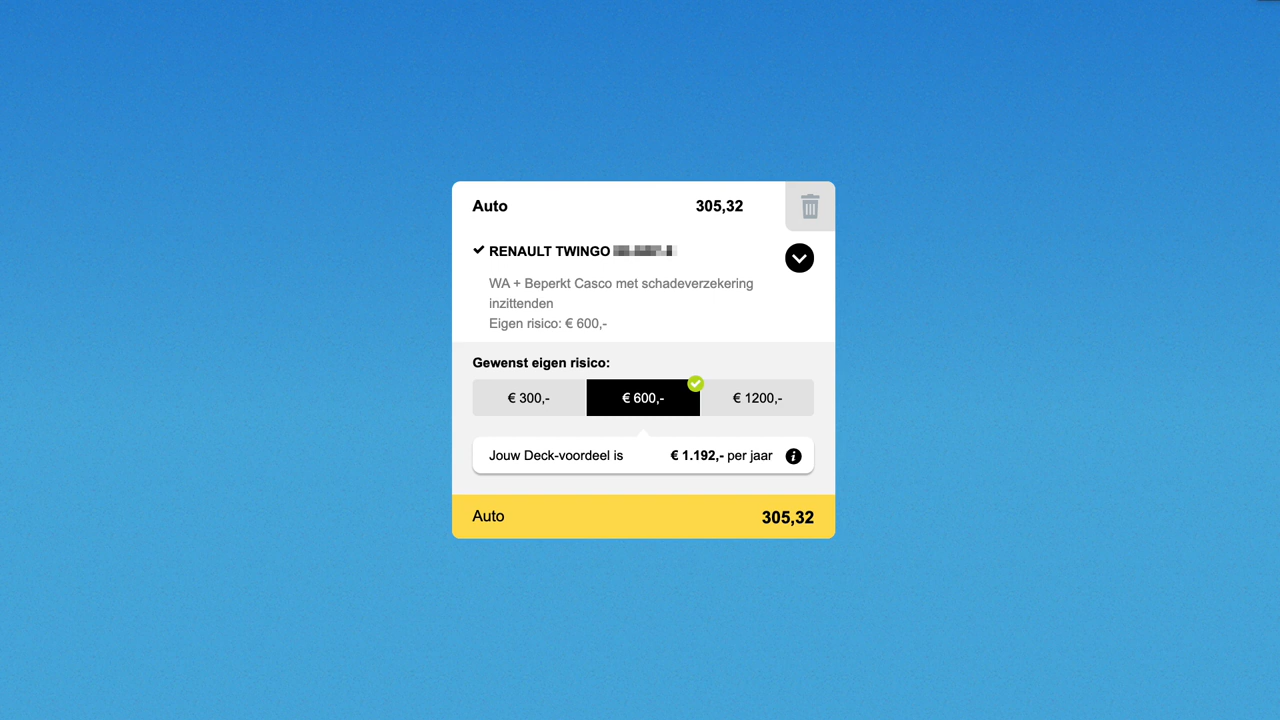 Auto 305,32
RENAULT TWINGO
WA + Beperkt Casco met schadeverzekering
inzittenden
Eigen risico: € 600,-
Gewenst eigen risico:
€ 300,- € 600,- € 1200,-
Jouw Deck-voordeel is € 1.192,- per jaar
Auto 305,32